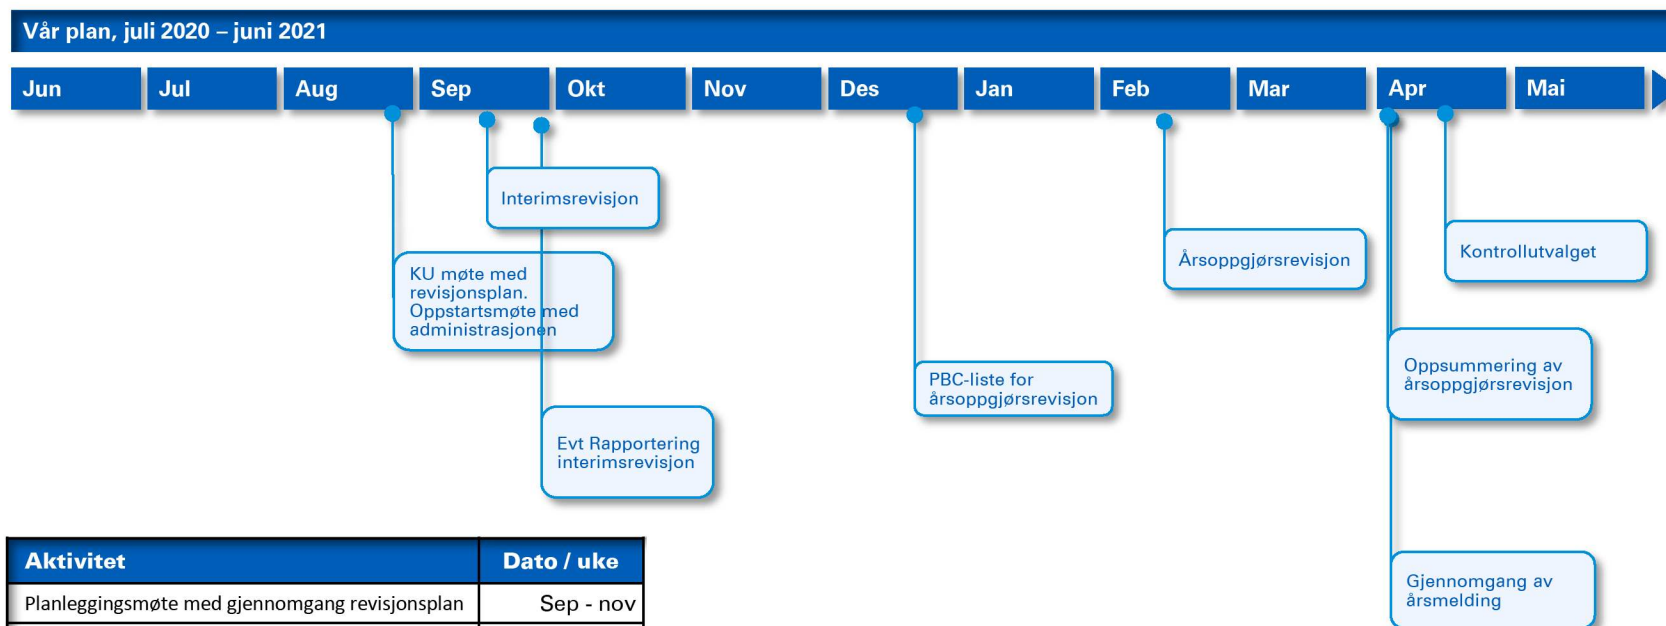 Vår plan, juli 2020 – juni 2021
Jun Jul Aug Sep Okt Nov Des Jan Feb Mar Apr Mai
Interimsrevisjon
KU møte med
revisjonsplan.
Oppstartsmøte med
administrasjonen
Evt Rapportering
interimsrevisjon
PBC-liste for
årsoppgjørsrevisjon
Årsoppgjørsrevisjon
Kontrollutvalget
Oppsummering av
årsoppgjørsrevisjon
Gjennomgang av
årsmelding
Aktivitet Dato / uke
Planleggingsmøte med gjennomgang revisjonsplan Sep - nov